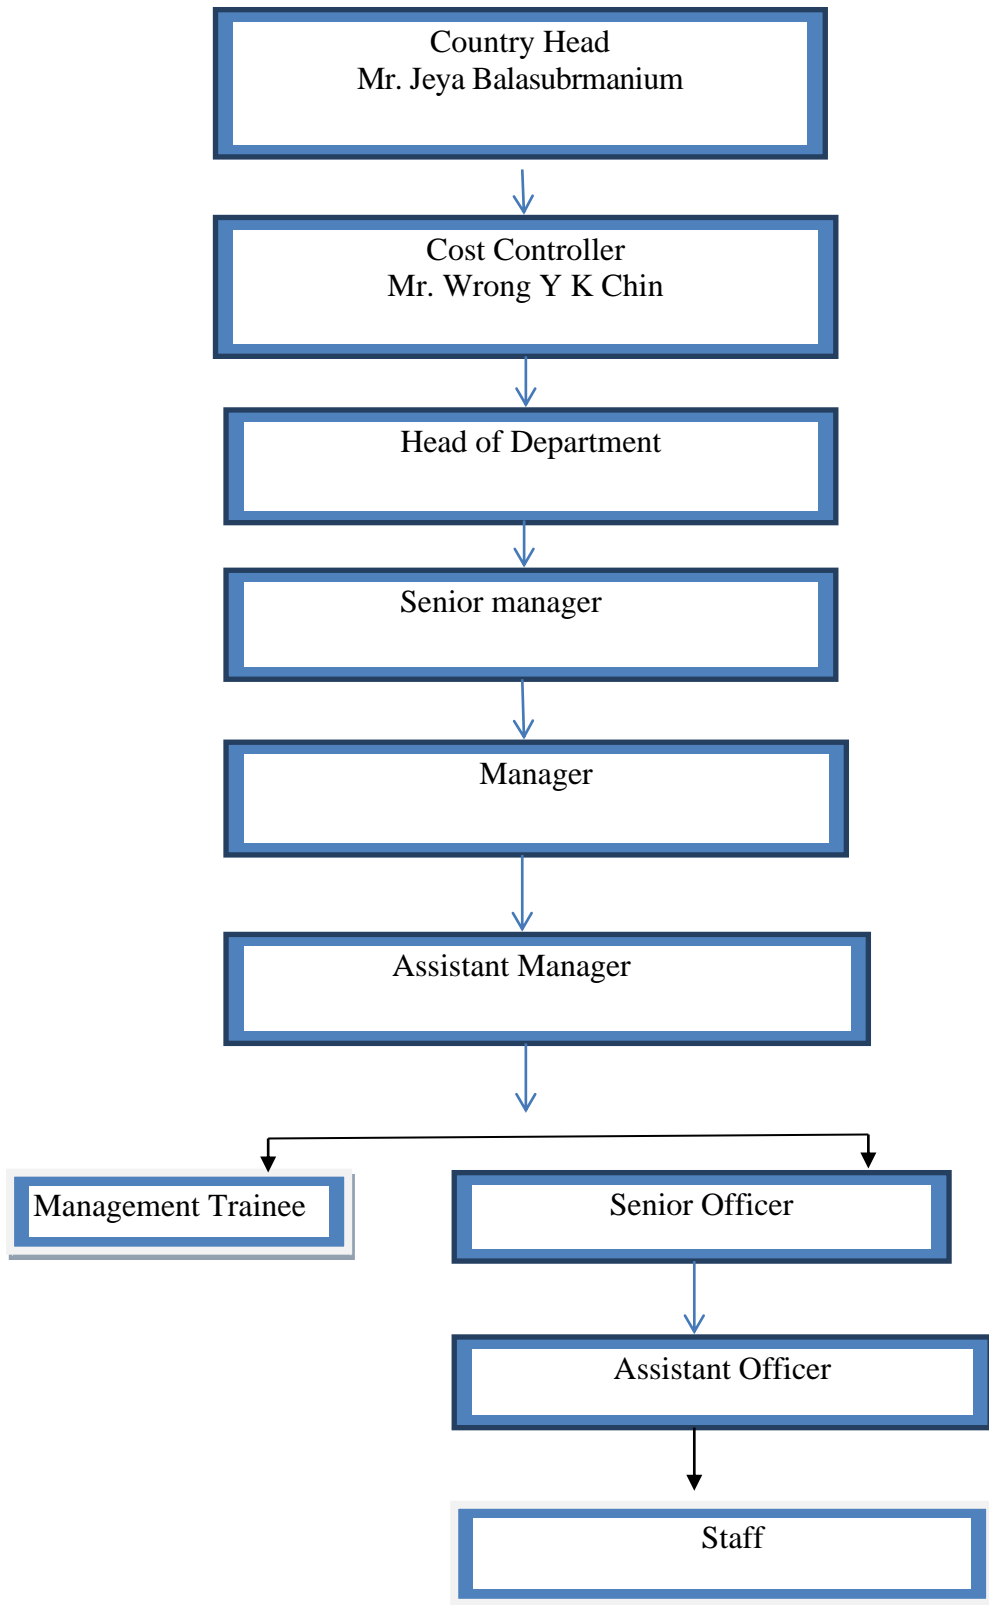 Country Head
Mr. Jeya Balasubrmanium
Cost Controller
Mr. Wrong Y K Chin
Head of Department
Senior manager
Manager
Assistant Manager
Management Trainee
Senior Officer
Assistant Officer
Staff